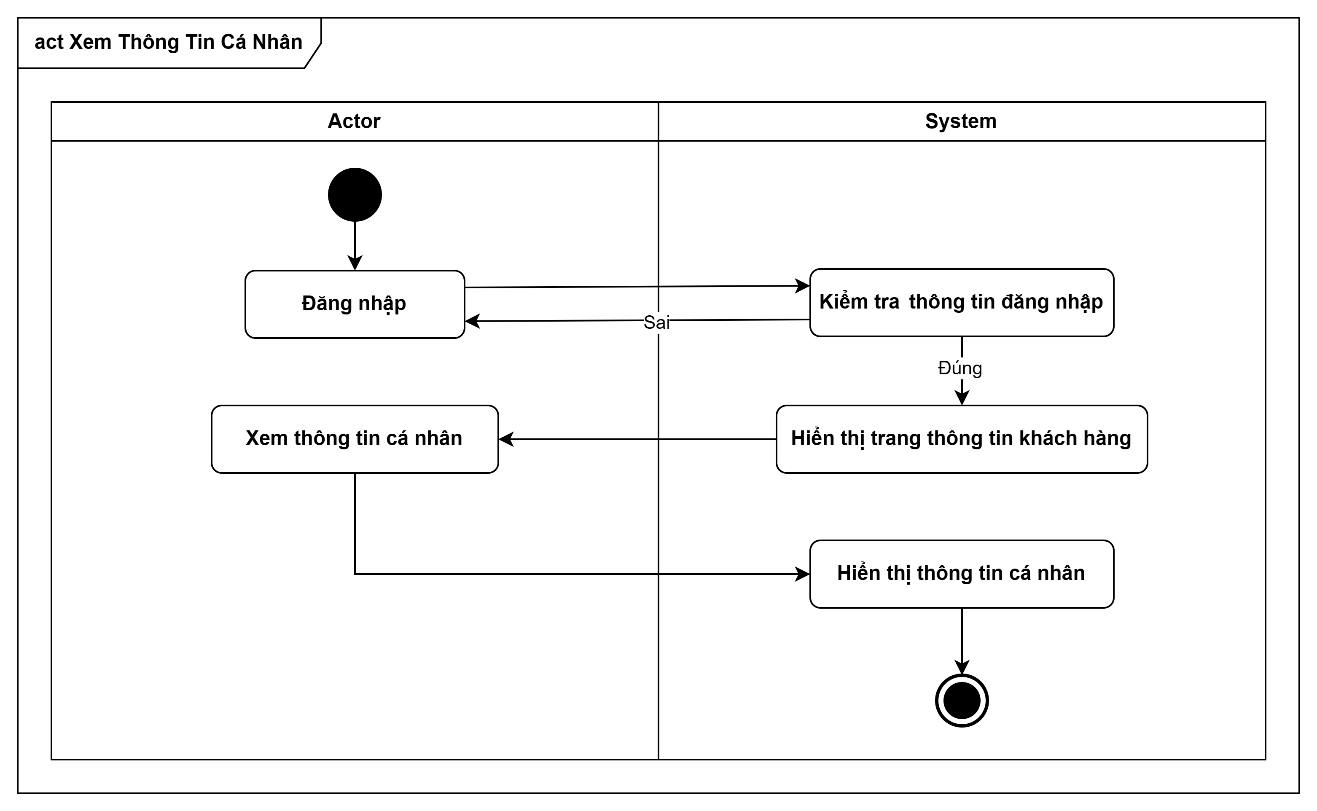 act Xem Thông Tin Cá Nhân
Actor
System
Đăng nhập
Kiểm tra thông tin đăng nhập
Sai
Đúng
Xem thông tin cá nhân
Hiển thị trang thông tin khách hàng
Hiển thị thông tin cá nhân